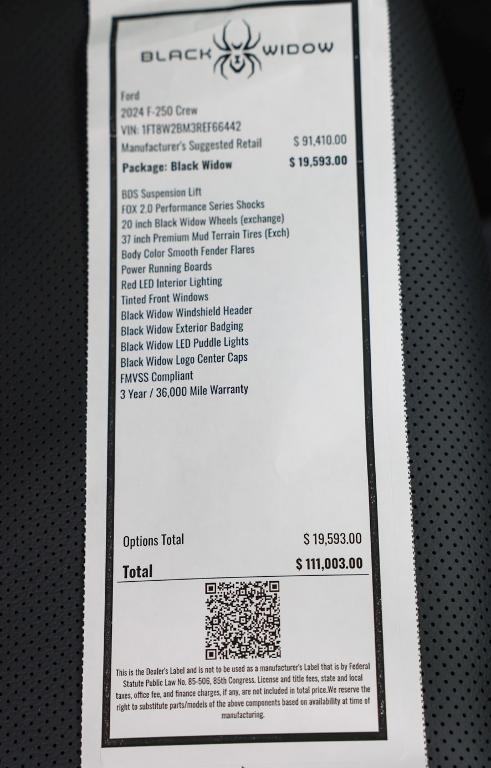 BLACK WIDOW
Ford
2024 F-250 Crew
VIN: 1FT8W2BM3REF66442
Manufacturer's Suggested Retail $ 91,410.00
Package: Black Widow $ 19,593.00
BDS Suspension Lift
FOX 2.0 Performance Series Shocks
20 inch Black Widow Wheels (exchange)
37 inch Premium Mud Terrain Tires (Exch)
Body Color Smooth Fender Flares
Power Running Boards
Red LED Interior Lighting
Tinted Front Windows
Black Widow Windshield Header
Black Widow Exterior Badging
Black Widow LED Puddle Lights
Black Widow Logo Center Caps
FMVSS Compliant
3 Year / 36,000 Mile Warranty
Options Total $ 19,593.00
Total $ 111,003.00
This is the Dealer's Label and is not to be used as a manufacturer's Label that is by Federal
Statute Public Law No. 85-506, 85th Congress. License and title fees, state and local
taxes, office fee, and finance charges, if any, are not included in total price.We reserve the
right to substitute parts/models of the above components based on availability at time of
manufacturing.